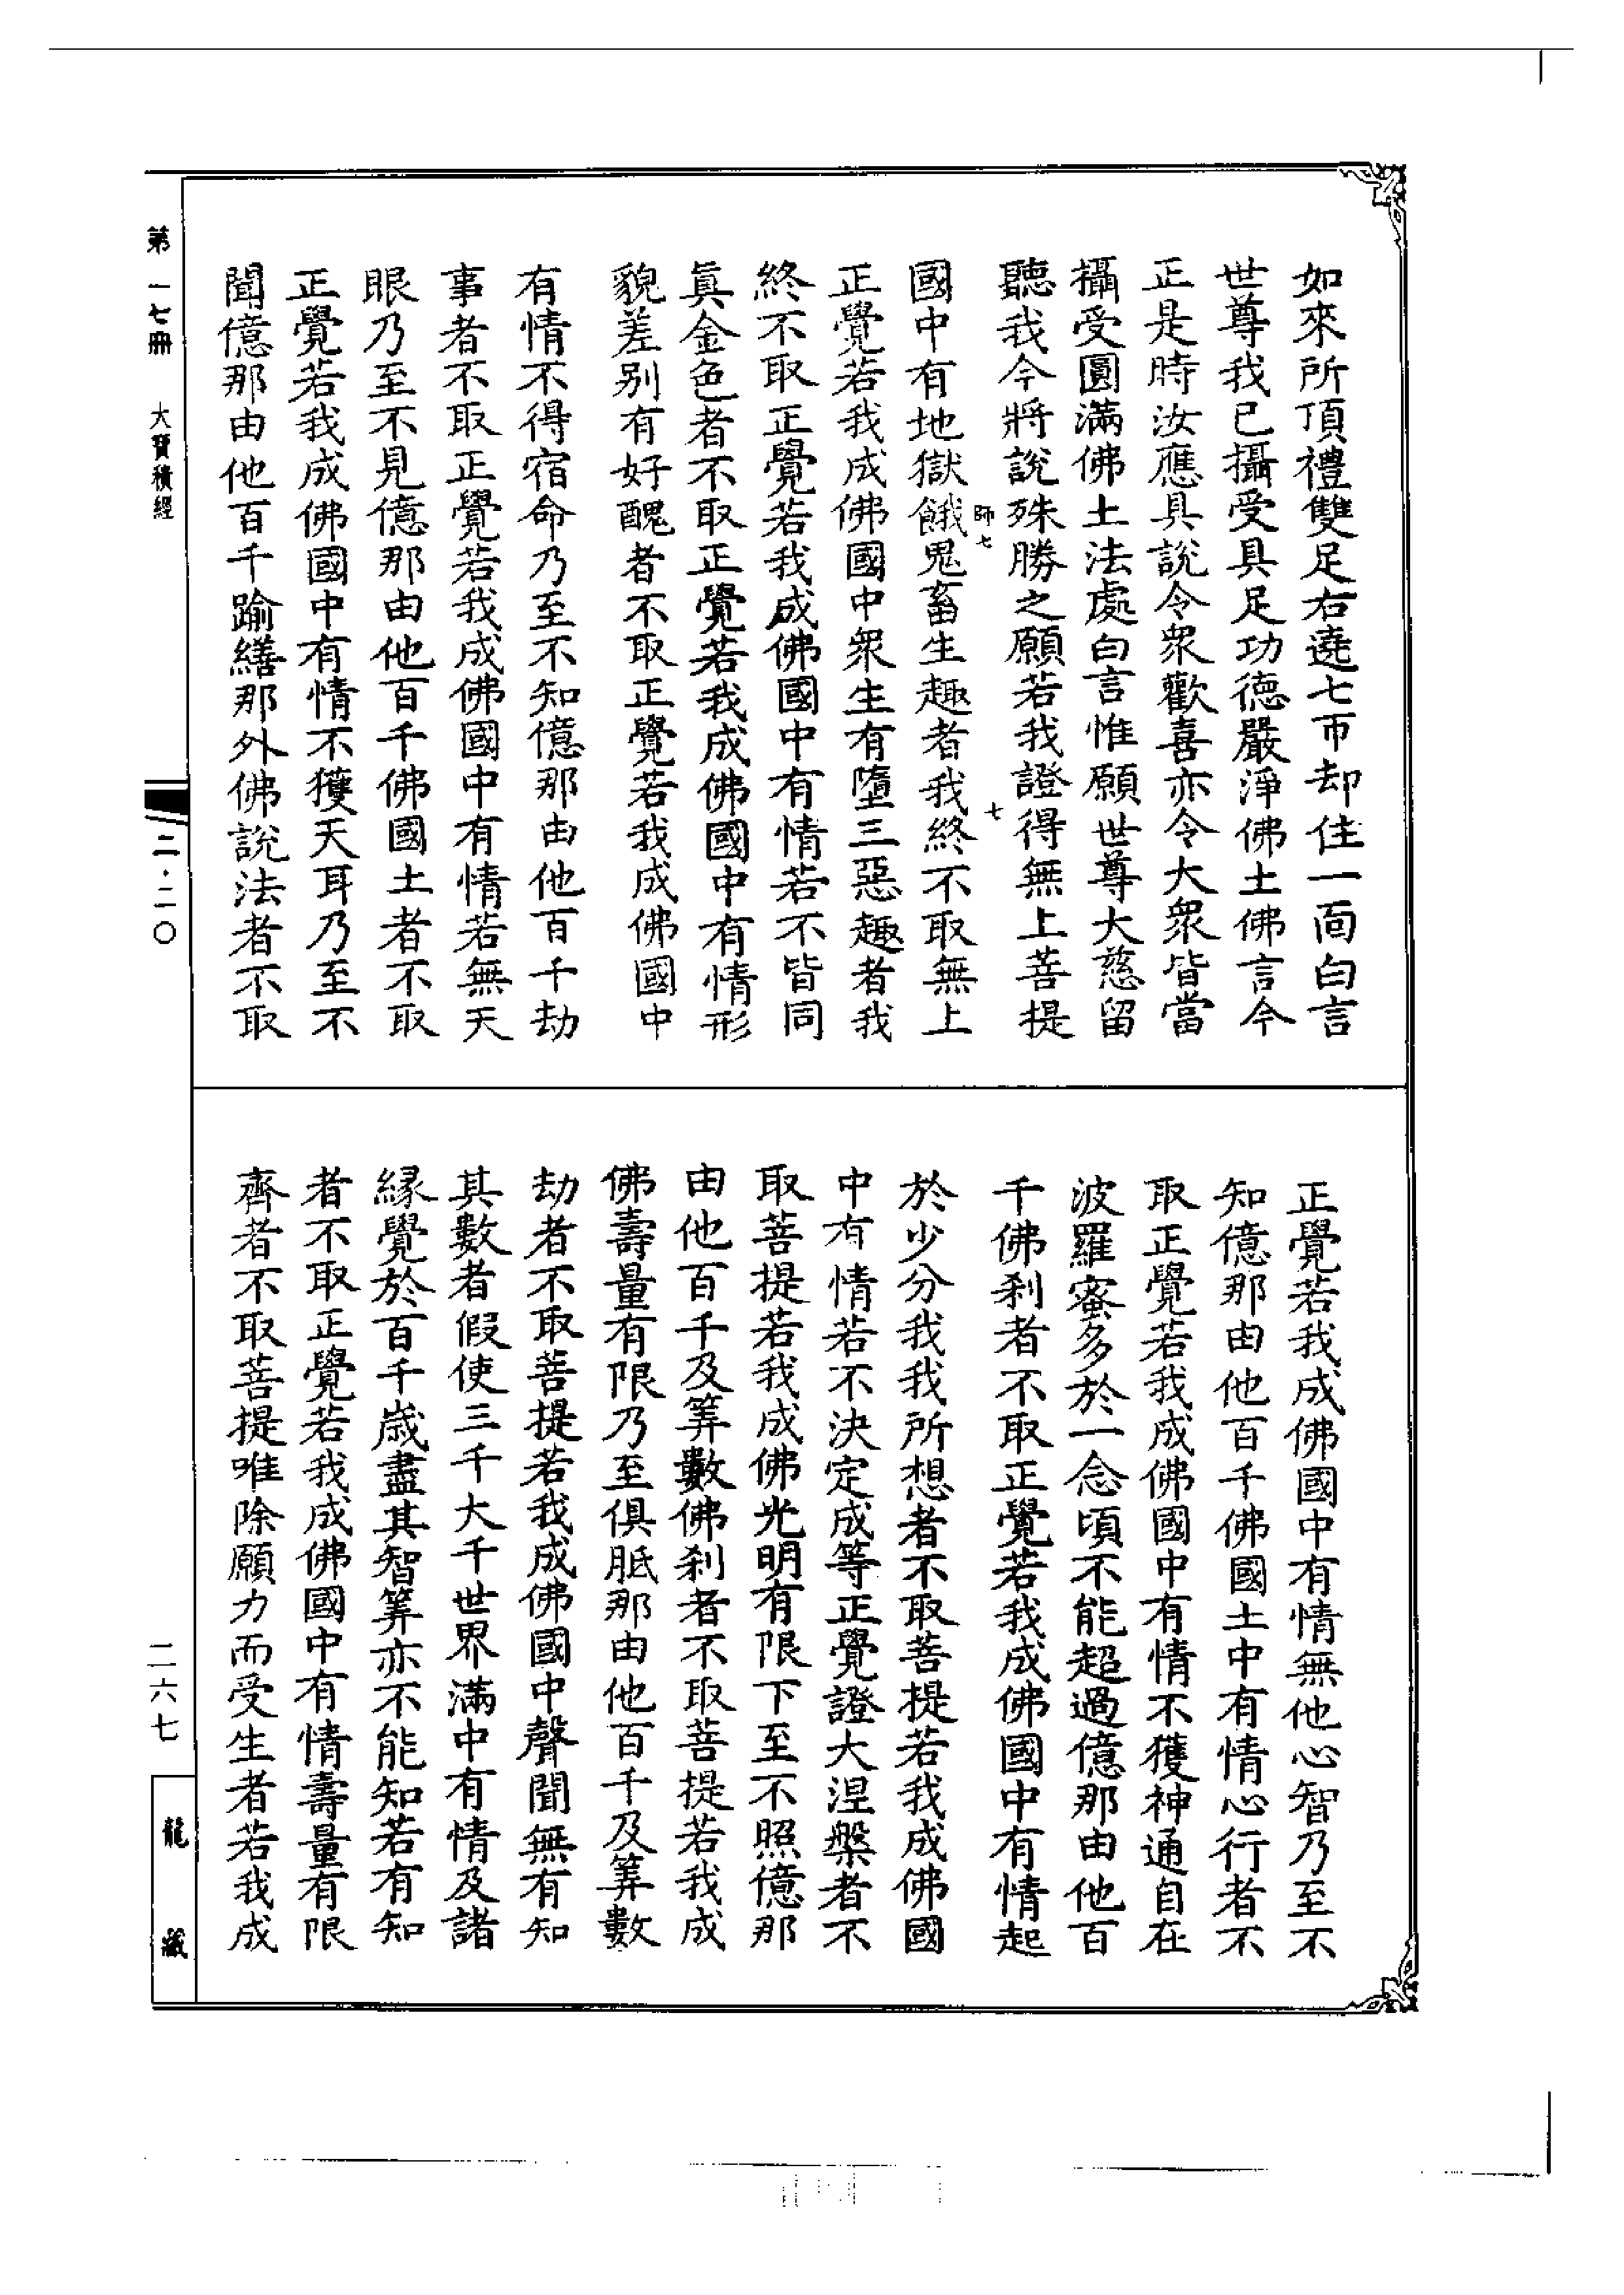 如來所頂禮雙足右遶七帀却住一面白言
世尊我已攝受具足功德嚴淨佛土佛言今
正是時汝應具說令衆歡喜亦令大衆皆當
攝受圓滿佛土法處白言惟願世尊大慈留
聽我今將說殊勝之願若我證得無上菩提
師七
七
國中有地獄餓鬼畜生趣者我終不取無上
正覺若我成佛國中衆生有墮三惡趣者我
終不取正覺若我成佛國中有情若不皆同
真金色者不取正覺若我成佛國中有情形
貌差别有好醜者不取正覺若我成佛國中
有情不得宿命乃至不知億那由他百千劫
事者不取正覺若我成佛國中有情若無天
眼乃至不見億那由他百千佛國土者不取
正覺若我成佛國中有情不獲天耳乃至不
聞億那由他百千踰繕那外佛說法者不取
正覺若我成佛國中有情無他心智乃至不
知億那由他百千佛國土中有情心行者不
取正覺若我成佛國中有情不獲神通自在
波羅蜜多於一念頃不能超過億那由他百
千佛刹者不取正覺若我成佛國中有情起
於少分我我所想者不取菩提若我成佛國
中有情若不決定成等正覺證大涅槃者不
取菩提若我成佛光明有限下至不照億那
由他百千及筭數佛刹者不取菩提若我成
佛壽量有限乃至俱胝那由他百千及筭數
劫者不取菩提若我成佛國中聲聞無有知
其數者假使三千大千世界滿中有情及諸
緣覺於百千歲盡其智筭亦不能知若有知
者不取正覺若我成佛國中有情壽量有限
齊者不取菩提唯除願力而受生者若我成
第一七冊 大寶積經
二·二〇
二六七
龍藏